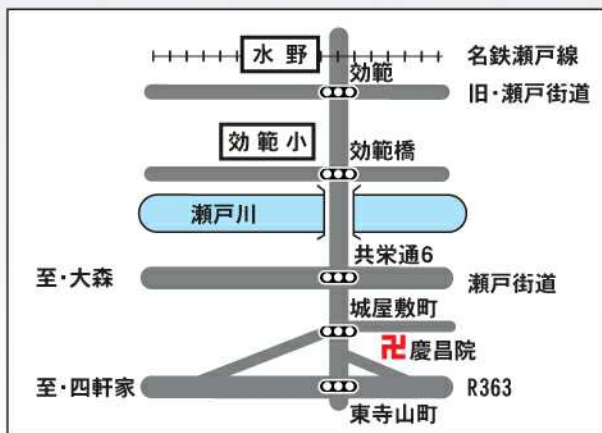 水野
名鉄瀬戸線
効範
旧・瀬戸街道
効範小
効範橋
瀬戸川
共栄通6
至・大森
瀬戸街道
城屋敷町
卍 慶昌院
至・四軒家
R363
東寺山町